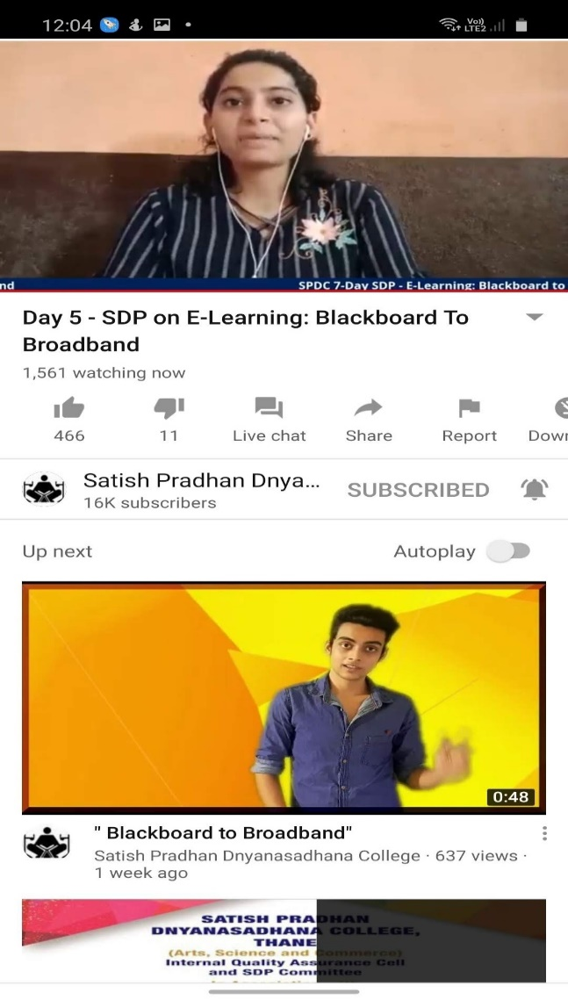 12:04
Vo))
LTE2
nd SPDC 7-Day SDP - E-Learning: Blackboard to
Day 5 - SDP on E-Learning: Blackboard To
Broadband
1,561 watching now
466 11 Live chat Share Report Down
Satish Pradhan Dnya... SUBSCRIBED
16K subscribers
Up next Autoplay
0:48
" Blackboard to Broadband"
Satish Pradhan Dnyanasadhana College · 637 views ·
1 week ago
SATISH PRADHAN
DNYANASADHANA COLLEGE,
THANE
(Arts, Science and Commerce)
Internal Quality Assurance Cell
and SDP Committee